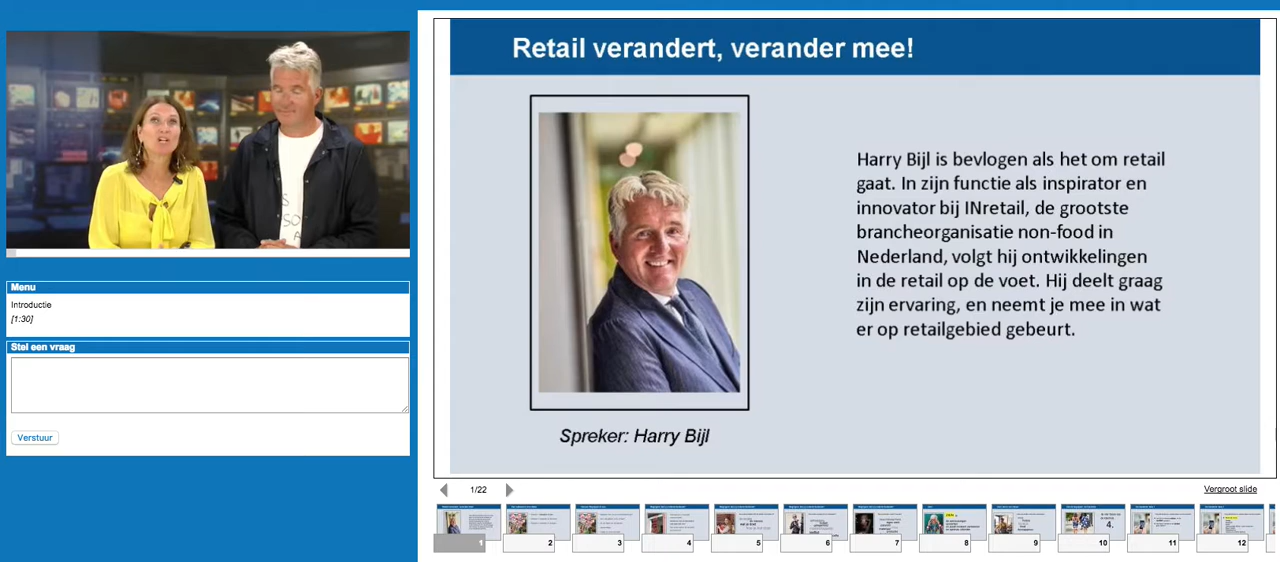 Retail verandert, verander mee!
Harry Bijl is bevlogen als het om retail
gaat. In zijn functie als inspirator en
innovator bij INretail, de grootste
brancheorganisatie non-food in
Nederland, volgt hij ontwikkelingen
in de retail op de voet. Hij deelt graag
zijn ervaring, en neemt je mee in wat
er op retailgebied gebeurt.
Spreker: Harry Bijl
Menu
Introductie
[1:30]
Stel een vraag
Verstuur
1/22
Vergroot slide
1
2
3
4
5
6
7
8
9
10
11
12